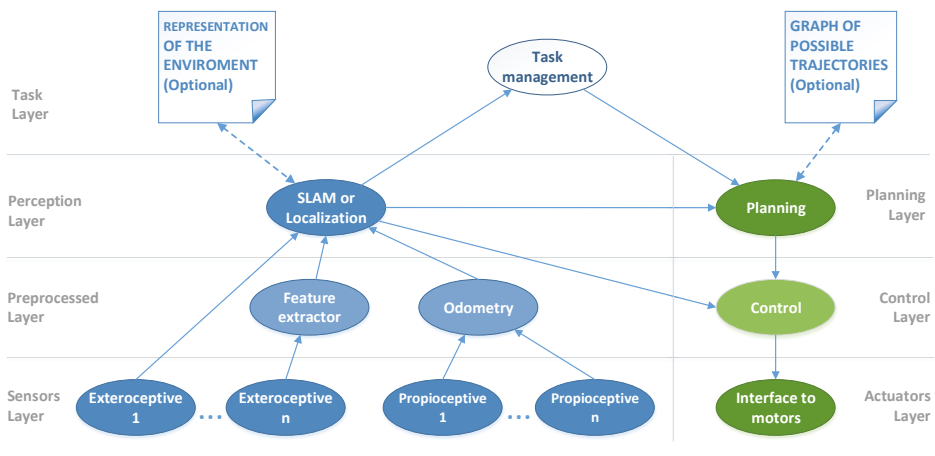 REPRESENTATION
OF THE
ENVIROMENT
(Optional)
Task
management
GRAPH OF
POSSIBLE
TRAJECTORIES
(Optional)
Task
Layer
Perception
Layer
SLAM or
Localization
Planning
Planning
Layer
Preprocessed
Layer
Feature
extractor
Odometry
Control
Control
Layer
Sensors
Layer
Exteroceptive
1
...
Exteroceptive
n
Propioceptive
1
...
Propioceptive
n
Interface to
motors
Actuators
Layer